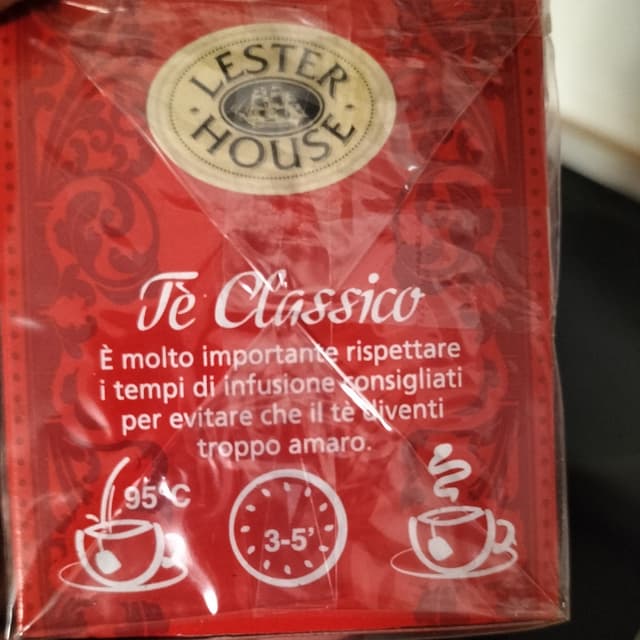 LESTER
HOUSE
Tè Classico
È molto importante rispettare
i tempi di infusione consigliati
per evitare che il tè diventi
troppo amaro.
95°C
3-5'